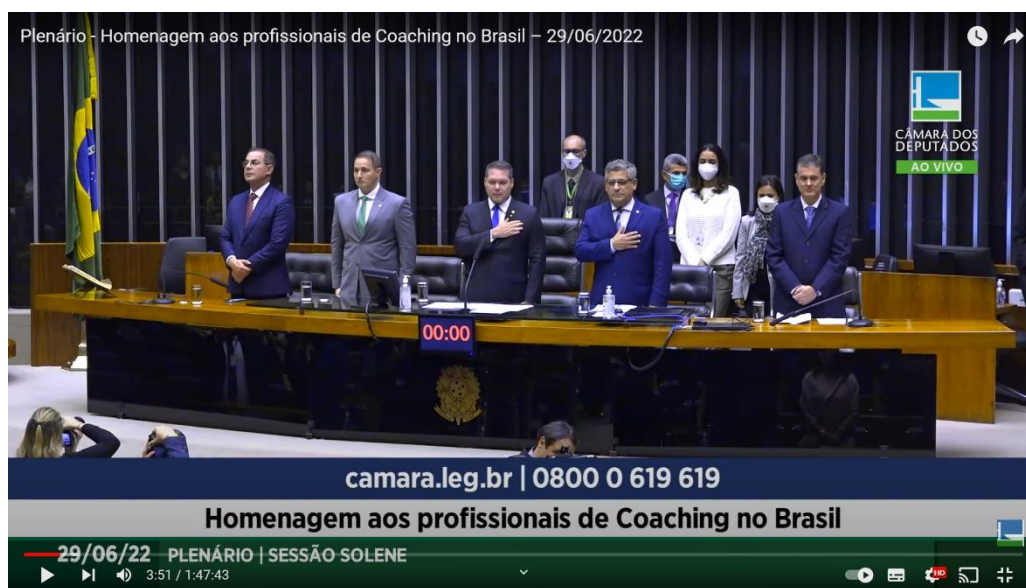 Plenário - Homenagem aos profissionais de Coaching no Brasil – 29/06/2022
CÂMARA DOS
DEPUTADOS
AO VIVO
00:00
camara.leg.br | 0800 0 619 619
Homenagem aos profissionais de Coaching no Brasil
29/06/22 PLENÁRIO | SESSÃO SOLENE
3:51 / 1:47:43
HD